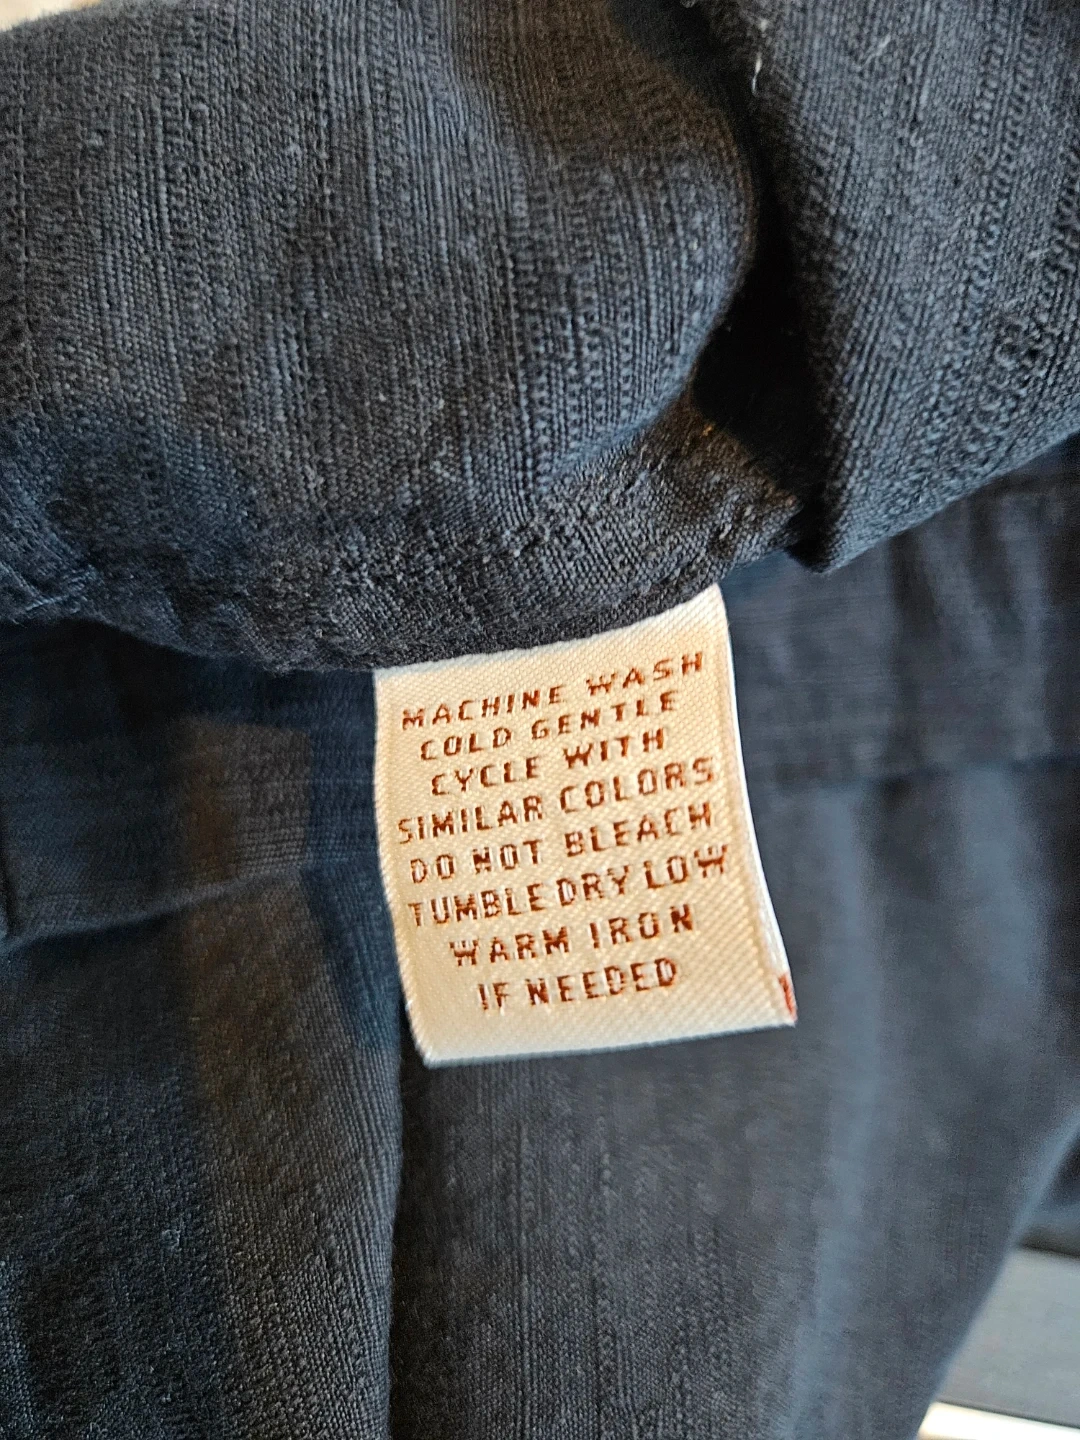 MACHINE WASH
COLD GENTLE
CYCLE WITH
SIMILAR COLORS
DO NOT BLEACH
TUMBLE DRY LOW
WARM IRON
IF NEEDED